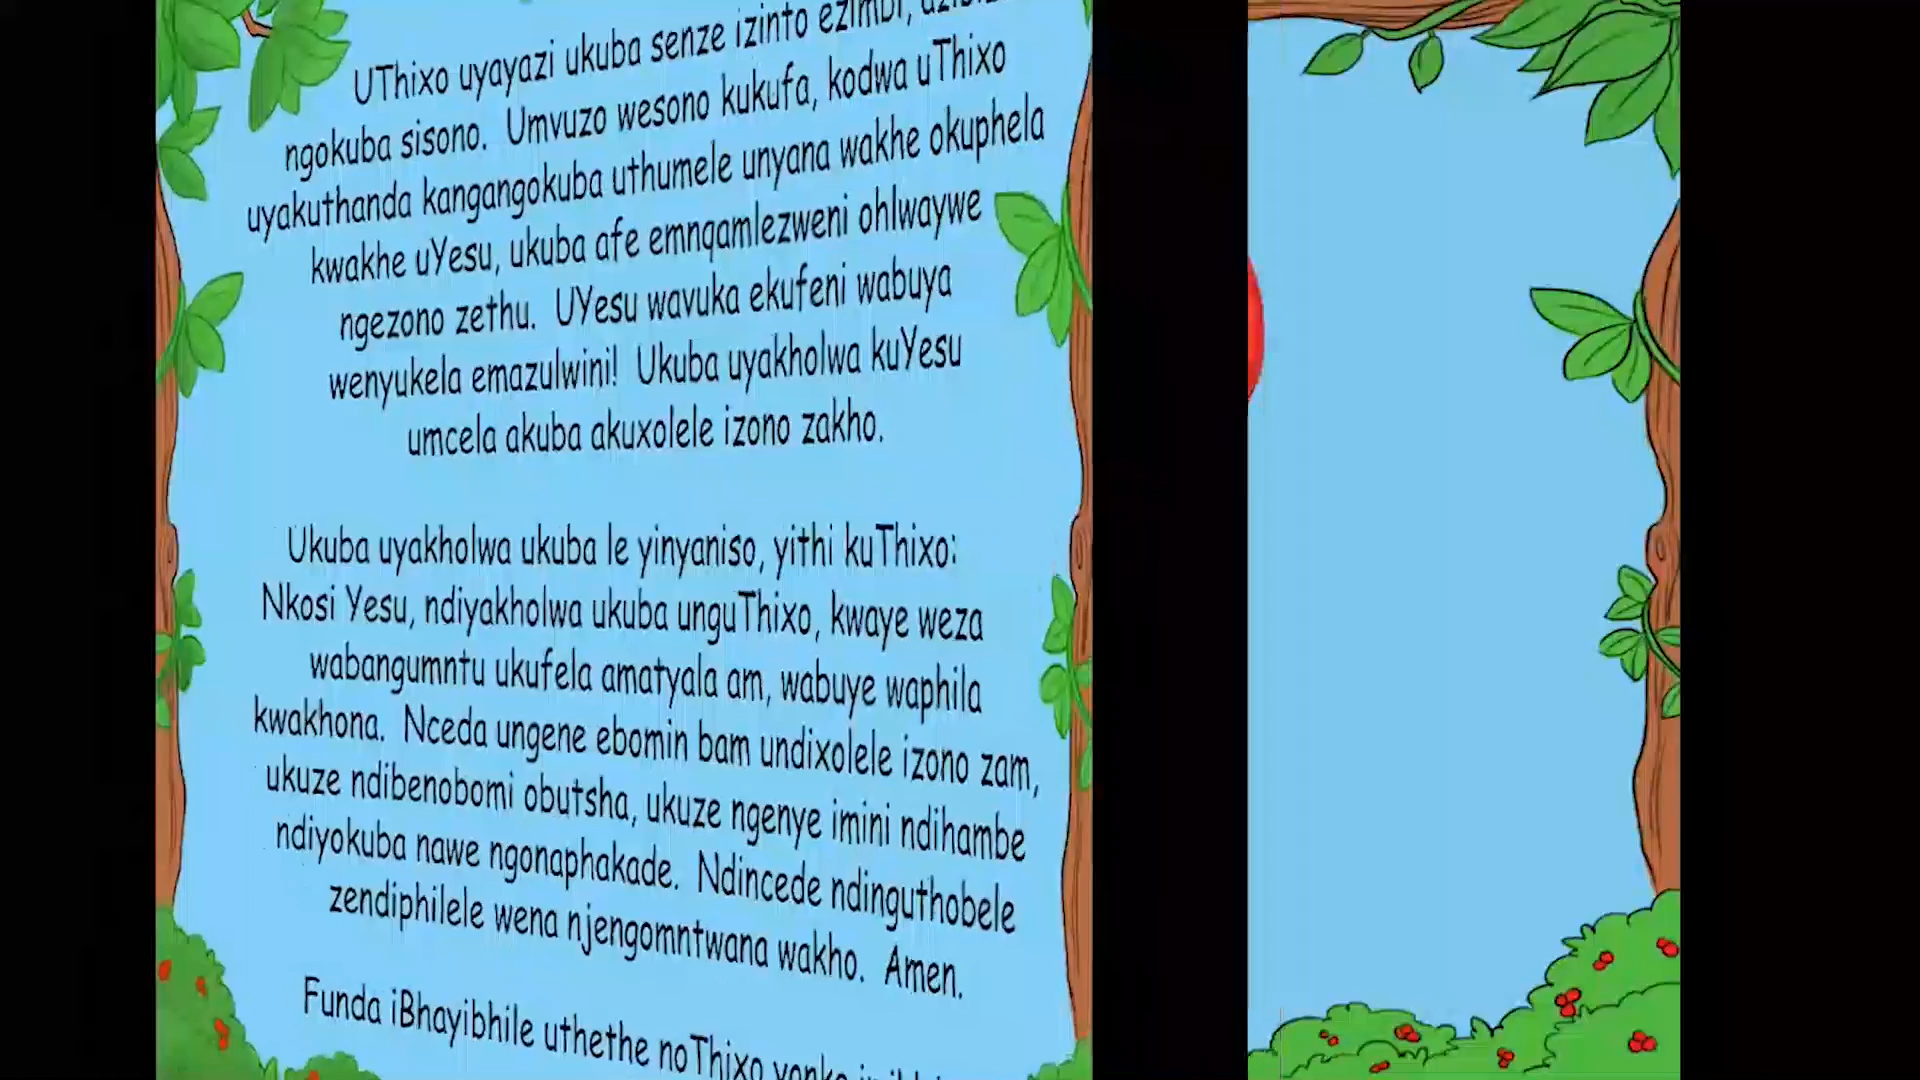 UThixo uyayazi ukuba senze izinto ezimbi,
ngokuba sisono. Umvuzo wesono kukufa, kodwa uThixo
uyakuthanda kangangokuba uthumele unyana wakhe okuphela
kwakhe uYesu, ukuba afe emnqamlezweni ohlwaywe
ngezono zethu. UYesu wavuka ekufeni wabuya
wenyukela emazulwini! Ukuba uyakholwa kuYesu
umcela akuba akuxolele izono zakho.
Ukuba uyakholwa ukuba le yinyaniso, yithi kuThixo:
Nkosi Yesu, ndiyakholwa ukuba unguThixo, kwaye weza
wabangumntu ukufela amatyala am, wabuye waphila
kwakhona. Nceda ungene ebomin bam undixolele izono zam,
ukuze ndibenobomi obutsha, ukuze ngenye imini ndihambe
ndiyokuba nawe ngonaphakade. Ndincede ndinguthobele
zendiphilele wena njengomntwana wakho. Amen.
Funda iBhayibhile uthethe noThixo yonke